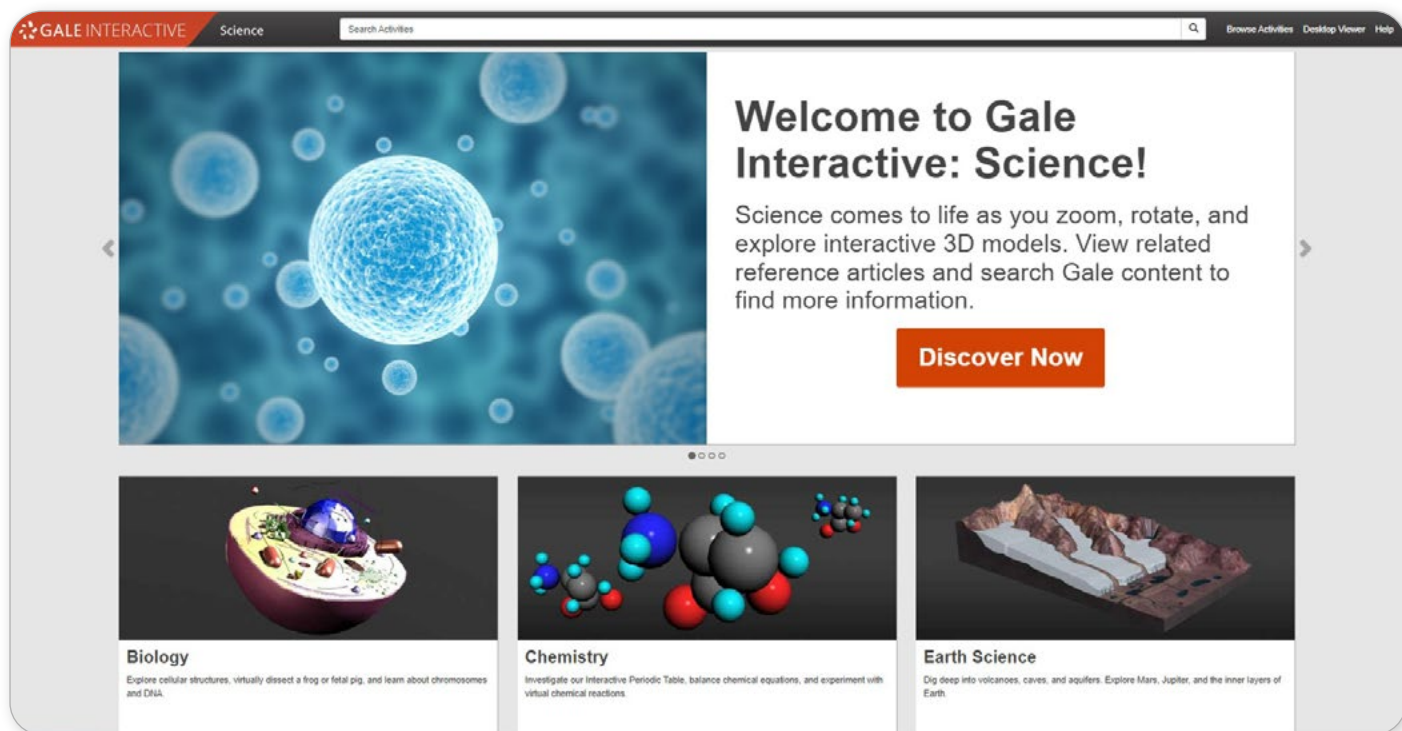 GALE INTERACTIVE
Science
Search Activities
Browse Activities Desktop Viewer Help
Welcome to Gale
Interactive: Science!
Science comes to life as you zoom, rotate, and
explore interactive 3D models. View related
reference articles and search Gale content to
find more information.
Discover Now
Biology
Explore cellular structures, virtually dissect a frog or fetal pig, and learn about chromosomes
and DNA.
Chemistry
Investigate our Interactive Periodic Table, balance chemical equations, and experiment with
virtual chemical reactions.
Earth Science
Dig deep into volcanoes, caves, and aquifers. Explore Mars, Jupiter, and the inner layers of
Earth.